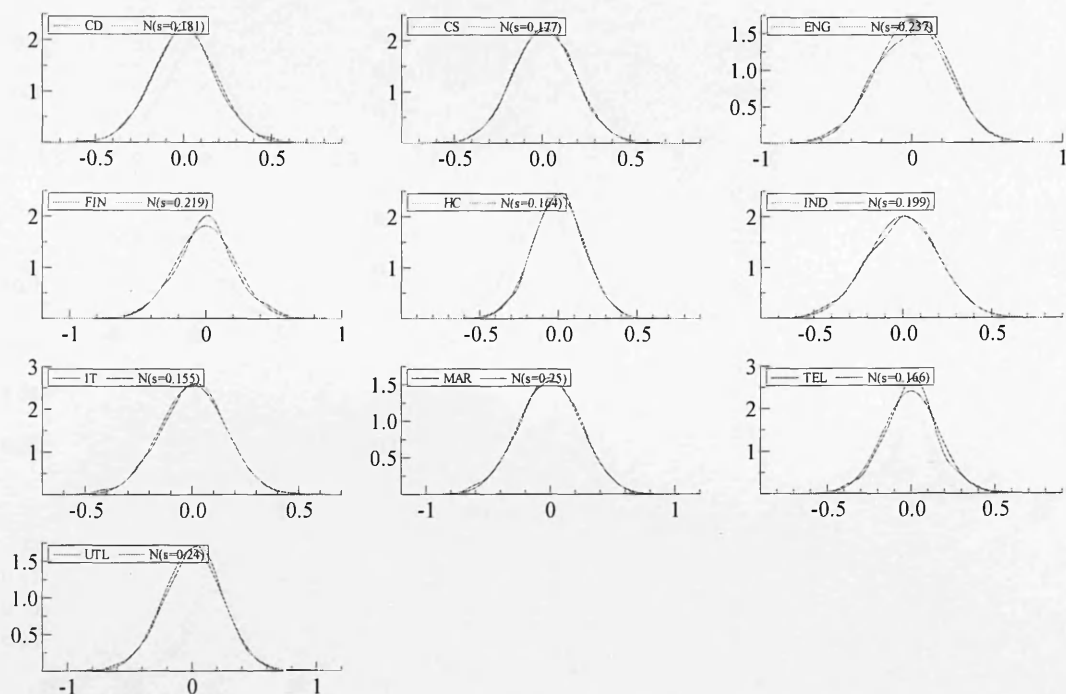 CD N(s=0.181)
2
1
-0.5 0.0 0.5
CS N(s=0.177)
2
1
-0.5 0.0 0.5
ENG N(s=0.237)
1.5
1.0
0.5
-1 0 1
FIN N(s=0.219)
2
1
-1 0 1
HC N(s=0.164)
2
1
-0.5 0.0 0.5
IND N(s=0.199)
2
1
-0.5 0.0 0.5
IT N(s=0.155)
3
2
1
-0.5 0.0 0.5
MAR N(s=0.25)
1.5
1.0
0.5
-1 0 1
TEL N(s=0.166)
3
2
1
-0.5 0.0 0.5
UTL N(s=0.24)
1.5
1.0
0.5
-1 0 1